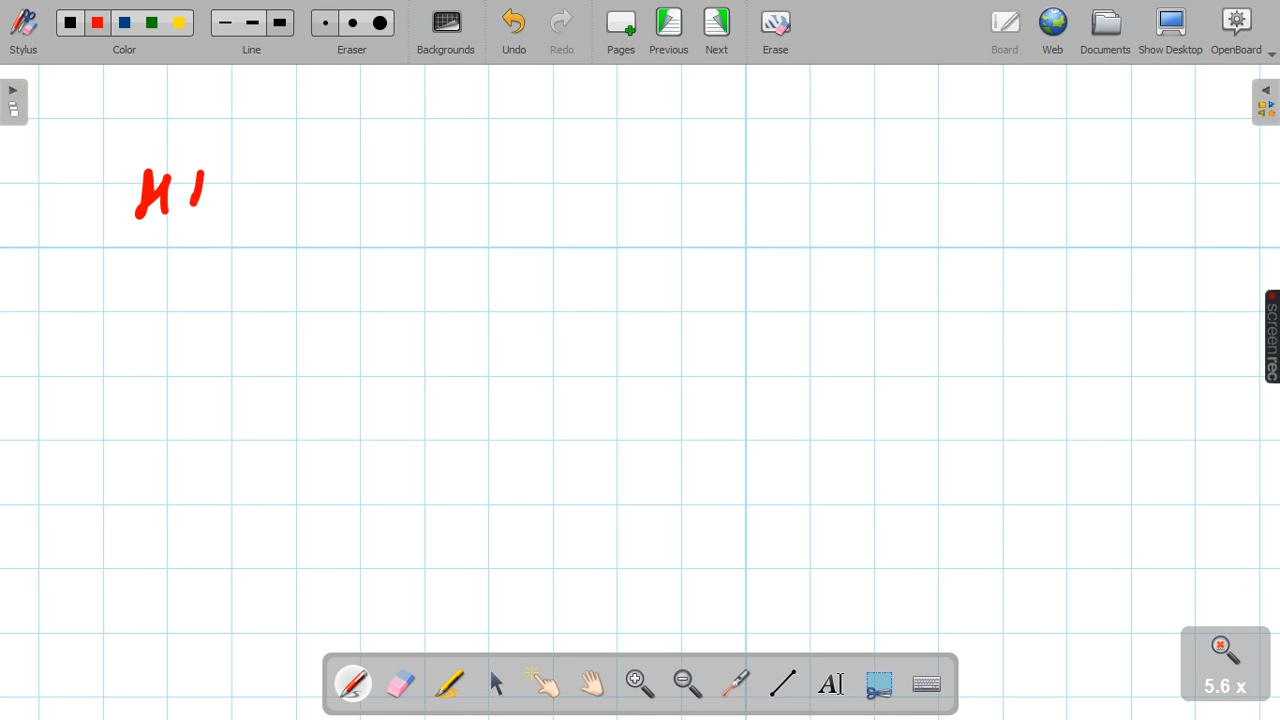 Stylus Color Line Eraser Backgrounds Undo Redo Pages Previous Next Erase Board Web Documents Show Desktop OpenBoard
HI
screenrec
AI
5.6 x